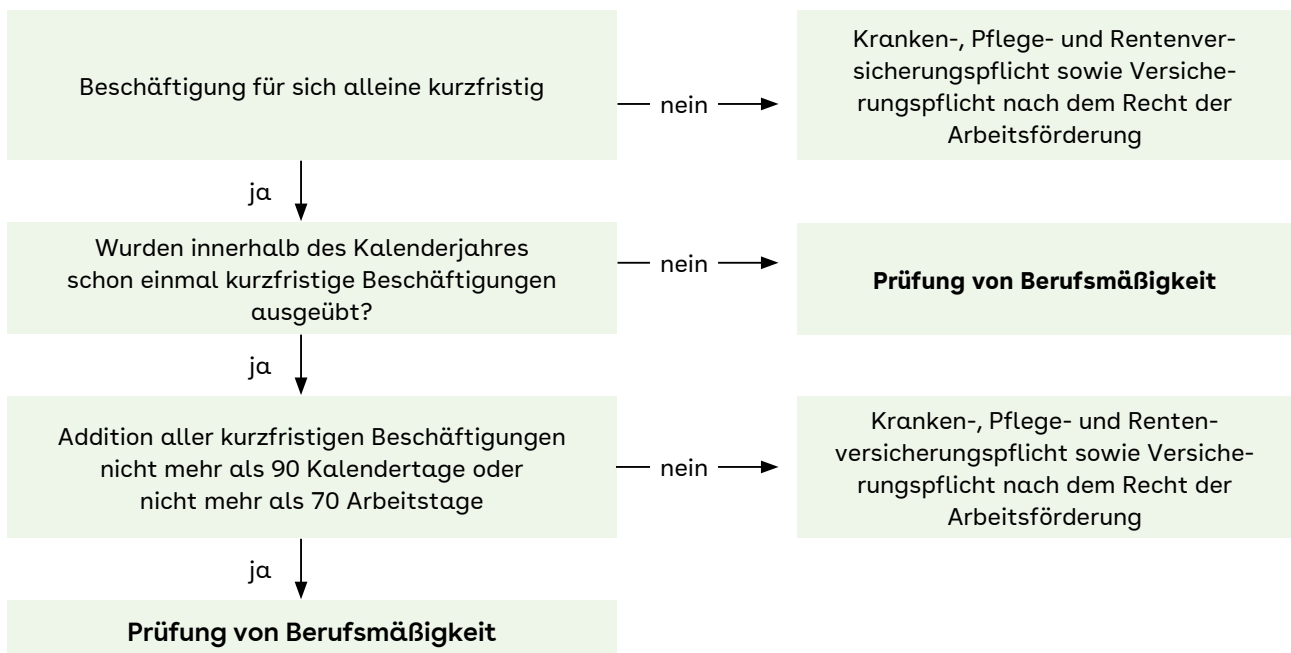 Beschäftigung für sich alleine kurzfristig
nein
Kranken-, Pflege- und Rentenver-
sicherungspflicht sowie Versiche-
rungspflicht nach dem Recht der
Arbeitsförderung
ja
Wurden innerhalb des Kalenderjahres
schon einmal kurzfristige Beschäftigungen
ausgeübt?
nein
Prüfung von Berufsmäßigkeit
ja
Addition aller kurzfristigen Beschäftigungen
nicht mehr als 90 Kalendertage oder
nicht mehr als 70 Arbeitstage
nein
Kranken-, Pflege- und Renten-
versicherungspflicht sowie Versiche-
rungspflicht nach dem Recht der
Arbeitsförderung
ja
Prüfung von Berufsmäßigkeit